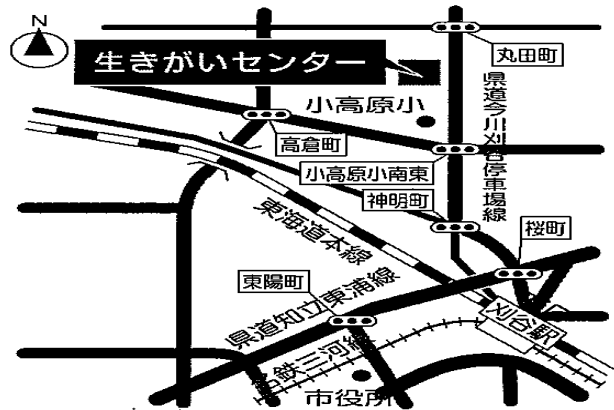 N
丸田町
生きがいセンター
県道今川刈谷停車場線
小高原小
高倉町
小高原小南東
神明町
東海道本線
桜町
東陽町
県道知立東浦線
刈谷駅
名鉄三河線
市役所